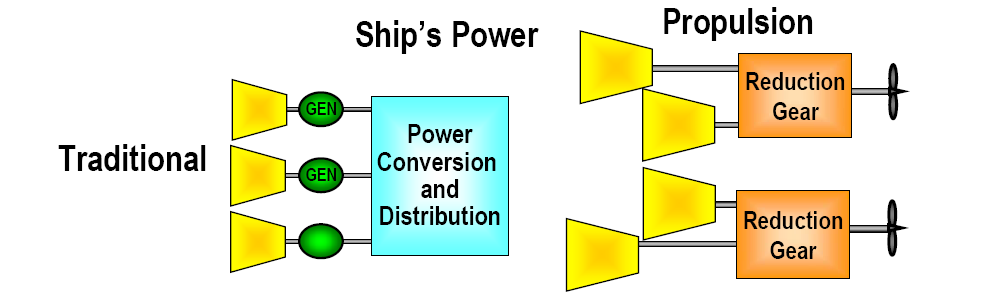 Ship's Power
Propulsion
Traditional
GEN
GEN
Power
Conversion
and
Distribution
Reduction
Gear
Reduction
Gear